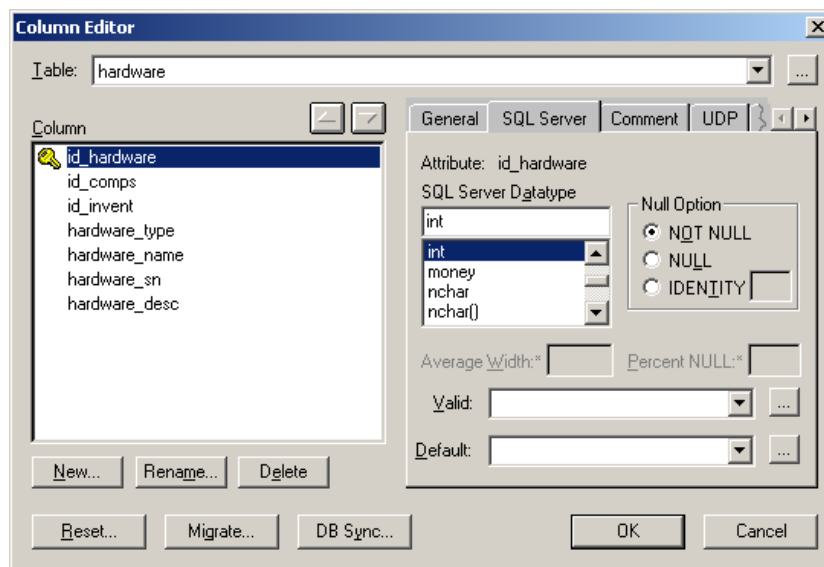 Column Editor
Table: hardware ...
Column
id_hardware
id_comps
id_invent
hardware_type
hardware_name
hardware_sn
hardware_desc
New... Rename... Delete
General SQL Server Comment UDP
Attribute: id_hardware
SQL Server Datatype
int
int
money
nchar
nchar()
Null Option
NOT NULL
NULL
IDENTITY
Average Width:* Percent NULL:*
Valid: ...
Default: ...
Reset... Migrate... DB Sync... OK Cancel